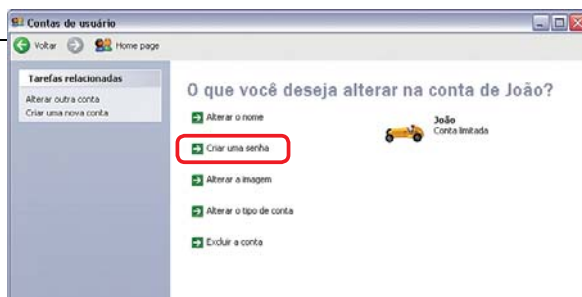 Contas de usuário
Voltar Home page
Tarefas relacionadas
Alterar outra conta
Criar uma nova conta
O que você deseja alterar na conta de João?
Alterar o nome
João
Conta limitada
Criar uma senha
Alterar a imagem
Alterar o tipo de conta
Excluir a conta